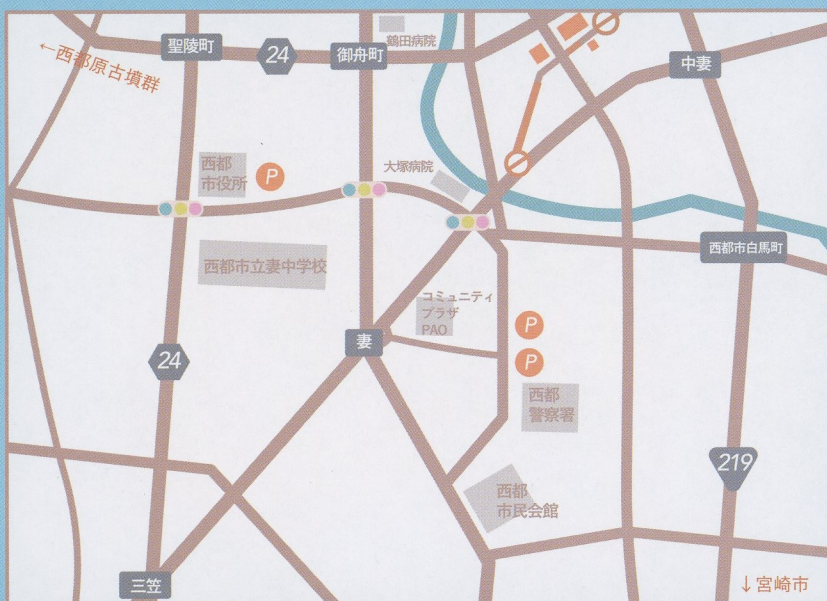 鶴田病院
聖陵町
24
御舟町
中妻
←西都原古墳群
西都
市役所
P
大塚病院
西都市白馬町
西都市立妻中学校
コミュニティ
プラザ
PAO
P
妻
24
P
西都
警察署
219
西都
市民会館
三笠
↓宮崎市